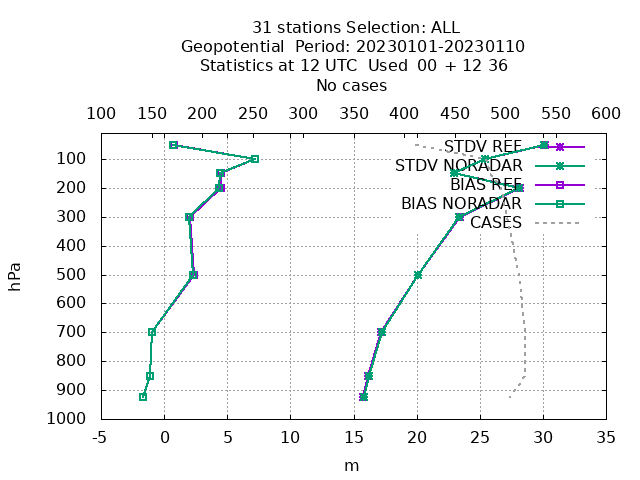 31 stations Selection: ALL
Geopotential  Period: 20230101-20230110
Statistics at 12 UTC  Used  00 + 12 36
No cases
100 150 200 250 300 350 400 450 500 550 600
STDV REF
100
STDV NORADAR
200
BIAS REF
BIAS NORADAR
300
CASES
400
hPa
500
600
700
800
900
1000
-5 0 5 10 15 20 25 30 35
m